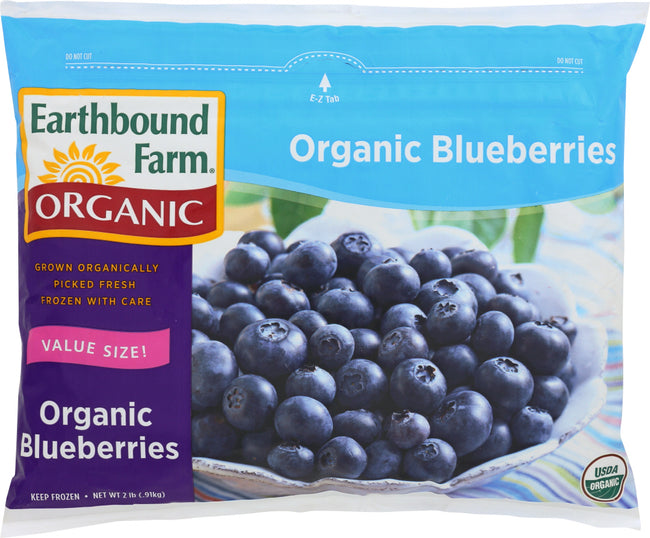 DO NOT CUT
DO NOT CUT
E-Z Tab
Earthbound
Farm®
ORGANIC
Organic Blueberries
GROWN ORGANICALLY
PICKED FRESH
FROZEN WITH CARE
VALUE SIZE!
Organic
Blueberries
KEEP FROZEN • NET WT 2 lb (.91kg)
USDA
ORGANIC